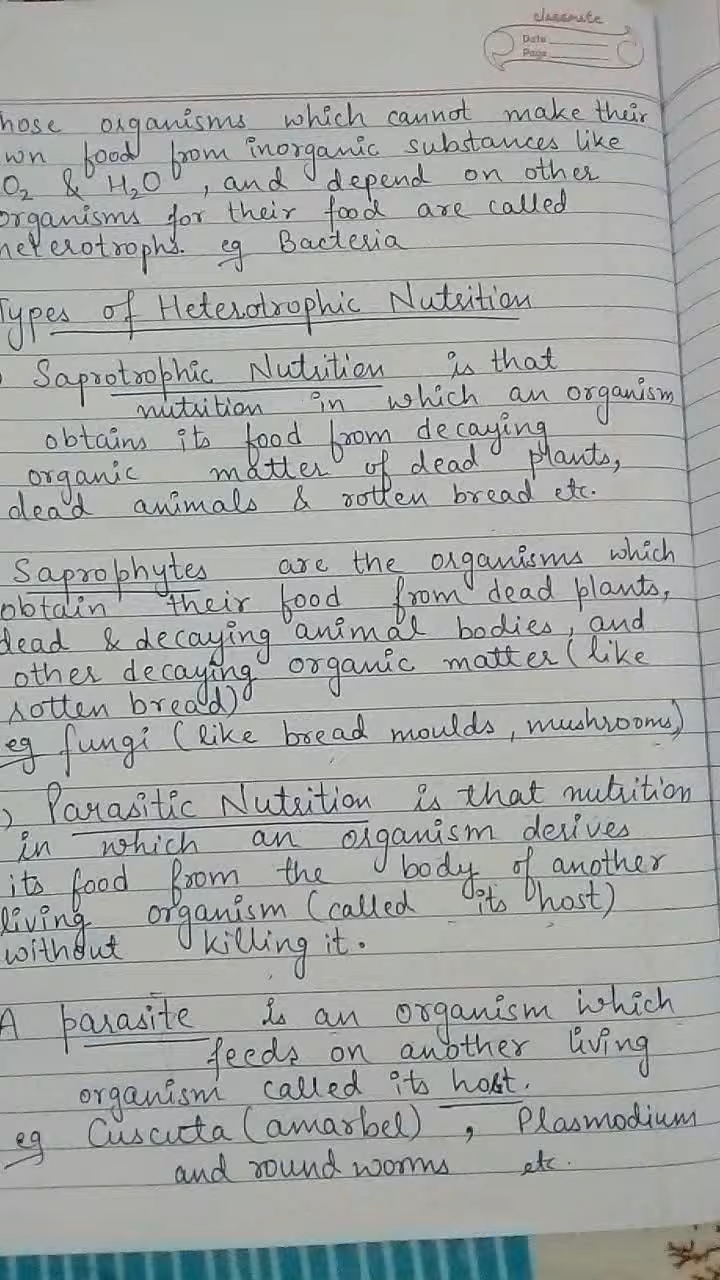 classmate
Date
Page
hose organisms which cannot make their
wn food from inorganic substances like
O2 & H2O , and depend on other
organisms for their food are called
heterotrophs. eg Bacteria
Types of Heterotrophic Nutrition
Saprotrophic Nutrition is that
nutrition in which an organism
obtains its food from decaying
organic matter of dead plants,
dead animals & rotten bread etc.
Saprophytes are the organisms which
obtain their food from dead plants,
dead & decaying animal bodies, and
other decaying organic matter (like
rotten bread)
eg fungi (like bread moulds, mushrooms)
) Parasitic Nutrition is that nutrition
in which an organism derives
its food from the body of another
living organism (called its host)
without killing it.
A parasite is an organism which
feeds on another living
organism called its host.
eg Cuscuta (amarbel) , Plasmodium
and round worms etc.